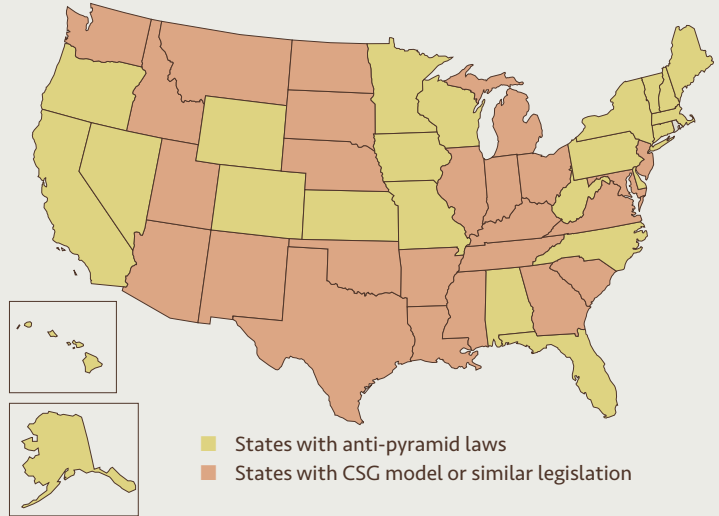 States with anti-pyramid laws
States with CSG model or similar legislation